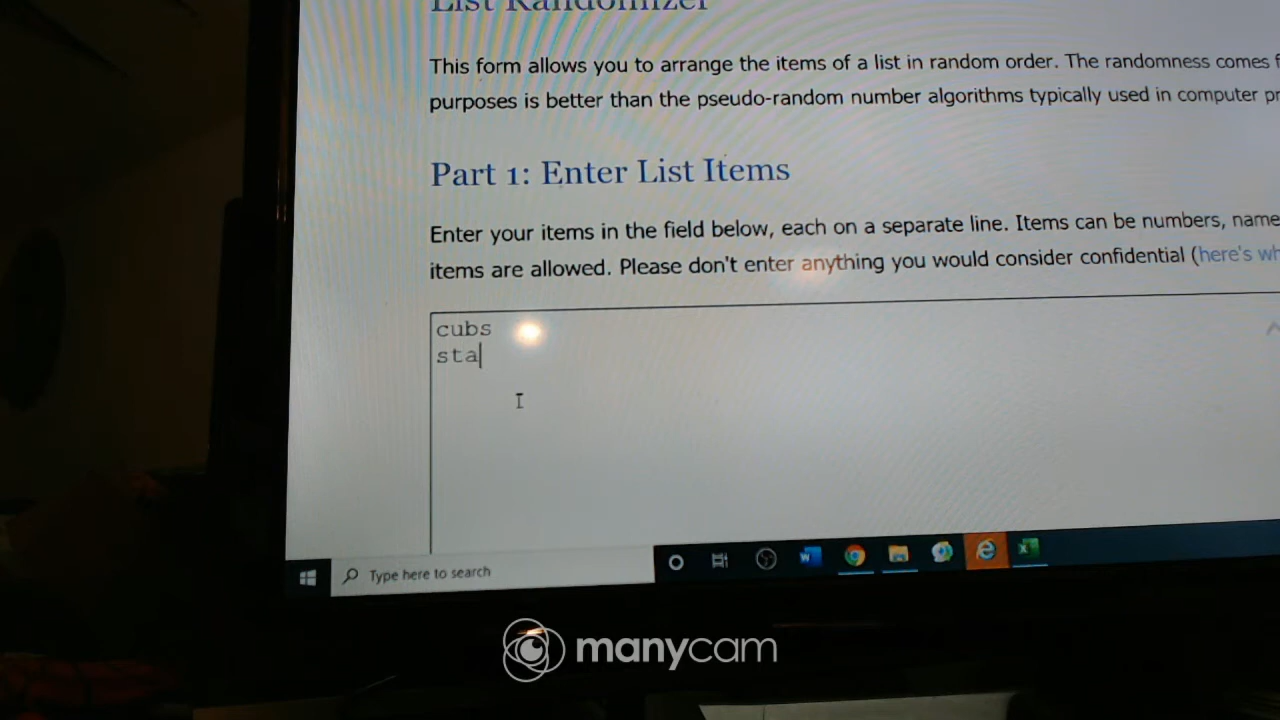 List Randomizer
This form allows you to arrange the items of a list in random order. The randomness comes f
purposes is better than the pseudo-random number algorithms typically used in computer pr
Part 1: Enter List Items
Enter your items in the field below, each on a separate line. Items can be numbers, name
items are allowed. Please don't enter anything you would consider confidential (here's wh
cubs
sta
Type here to search
manycam